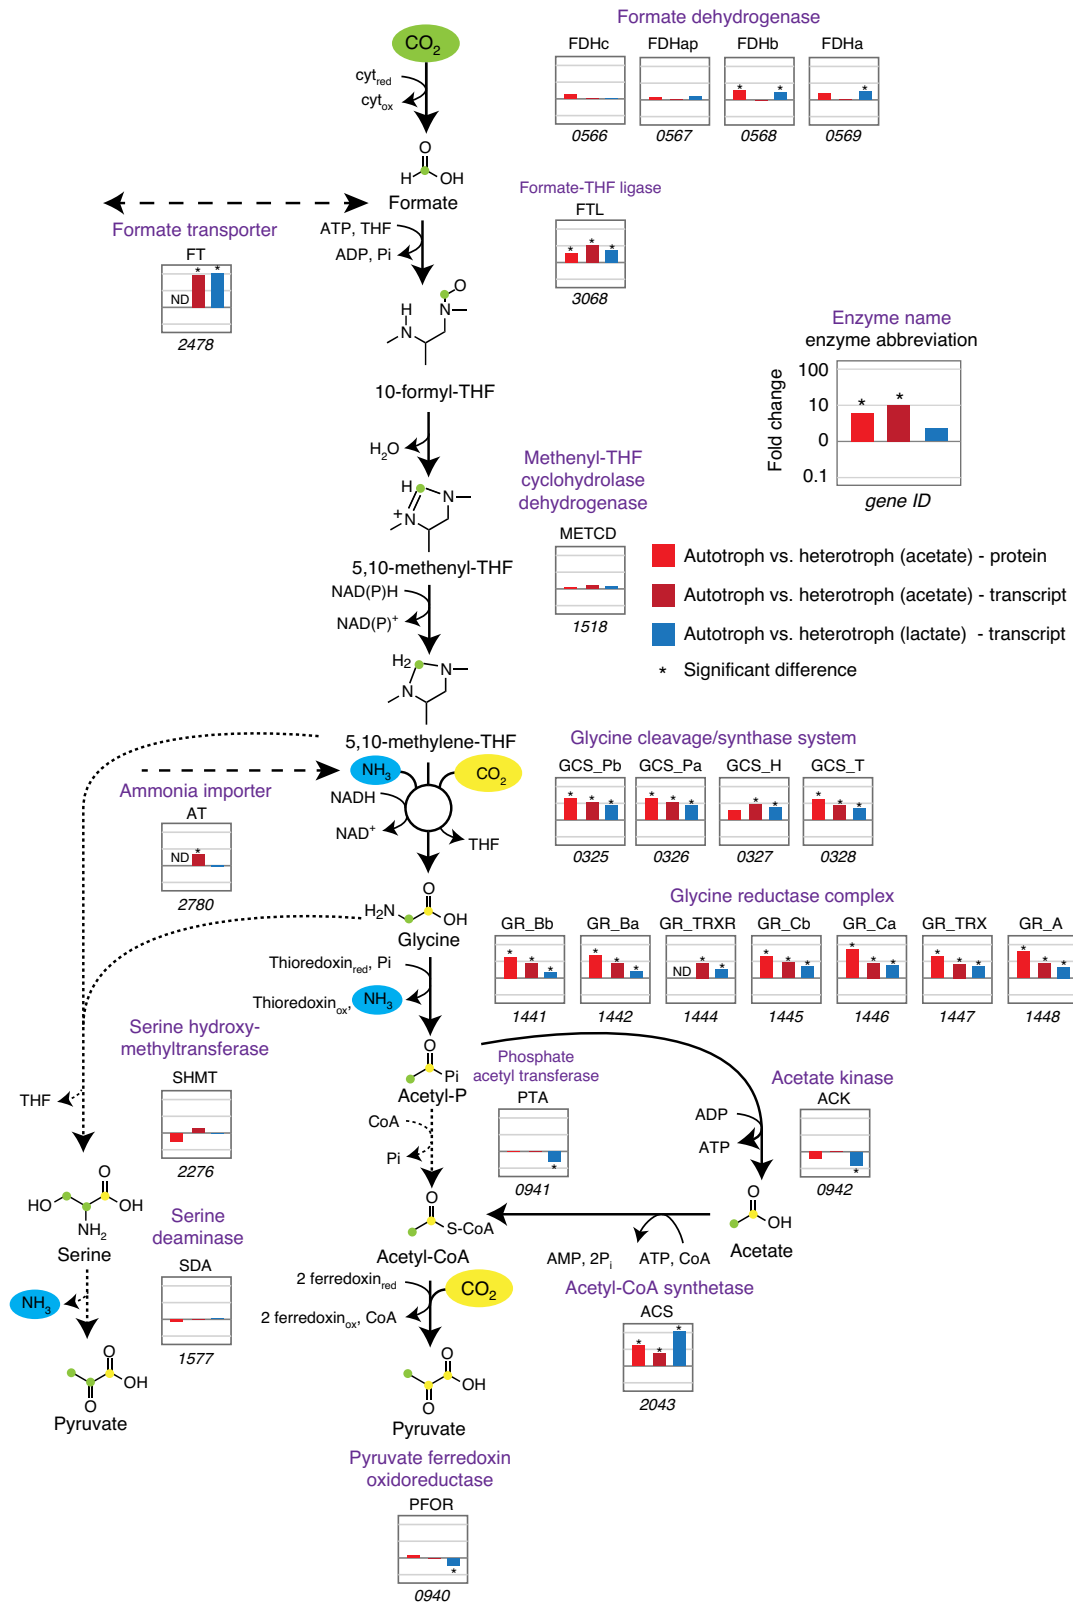 Formate dehydrogenase
FDHc FDHap FDHb FDHa
CO2
cytred
cytox
* *
0566 0567 0568 0569
O
H OH
Formate
Formate-THF ligase
FTL
* * *
3068
ATP, THF
ADP, Pi
Formate transporter
FT
ND * *
2478
O
H
N N
10-formyl-THF
Enzyme name
enzyme abbreviation
Fold change
100
10
0
0.1
* *
gene ID
H2O
H
N
+
N
5,10-methenyl-THF
Methenyl-THF
cyclohydrolase
dehydrogenase
METCD
1518
Autotroph vs. heterotroph (acetate) - protein
Autotroph vs. heterotroph (acetate) - transcript
Autotroph vs. heterotroph (lactate) - transcript
* Significant difference
NAD(P)H
NAD(P)+
H2
N
N
5,10-methylene-THF
NH3 CO2
NADH
NAD+
THF
Ammonia importer
AT
ND *
2780
Glycine cleavage/synthase system
GCS_Pb GCS_Pa GCS_H GCS_T
* * * * * * * * * * *
0325 0326 0327 0328
H2N O
OH
Glycine
Glycine reductase complex
GR_Bb GR_Ba GR_TRXR GR_Cb GR_Ca GR_TRX GR_A
* * * * * * ND * * * * * * * * * * * * * *
1441 1442 1444 1445 1446 1447 1448
Thioredoxinred, Pi
Thioredoxinox, NH3
O
Pi
Acetyl-P
Serine hydroxy-
methyltransferase
SHMT
2276
THF
Phosphate
acetyl transferase
PTA
*
0941
Acetate kinase
ACK
*
0942
CoA
Pi
ADP
ATP
O
HO OH
NH2
Serine
O
S-CoA
Acetyl-CoA
O
OH
Acetate
AMP, 2Pi ATP, CoA
Acetyl-CoA synthetase
ACS
* * *
2043
Serine
deaminase
SDA
1577
NH3
2 ferredoxinred
CO2
2 ferredoxinox, CoA
O
OH
O
Pyruvate
O
OH
O
Pyruvate
Pyruvate ferredoxin
oxidoreductase
PFOR
*
0940